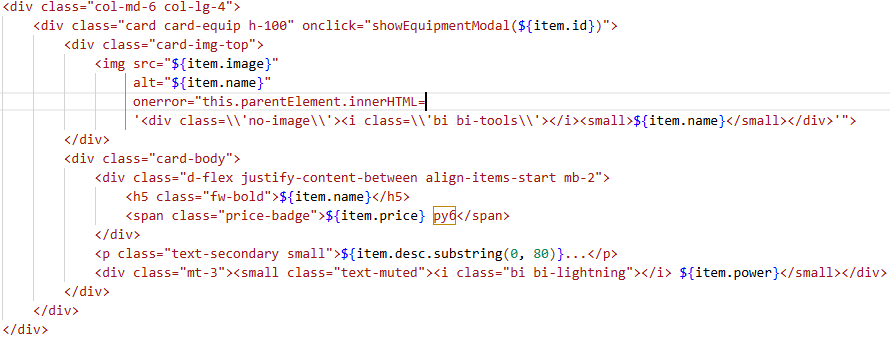 <div class="col-md-6 col-lg-4">
<div class="card card-equip h-100" onclick="showEquipmentModal(${item.id})">
<div class="card-img-top">
<img src="${item.image}"
alt="${item.name}"
onerror="this.parentElement.innerHTML=
'<div class=\\'no-image\\'><i class=\\'bi bi-tools\\'></i><small>${item.name}</small></div>'">
</div>
<div class="card-body">
<div class="d-flex justify-content-between align-items-start mb-2">
<h5 class="fw-bold">${item.name}</h5>
<span class="price-badge">${item.price} руб</span>
</div>
<p class="text-secondary small">${item.desc.substring(0, 80)}...</p>
<div class="mt-3"><small class="text-muted"><i class="bi bi-lightning"></i> ${item.power}</small></div>
</div>
</div>
</div>